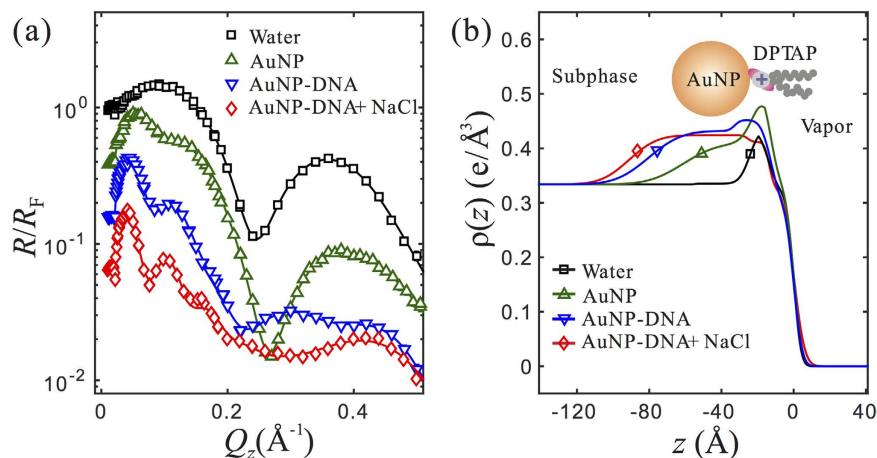 (a)
R/R_F
10^0
10^-1
10^-2
0
0.2
0.4
Q_z(Å^-1)
Water
AuNP
AuNP-DNA
AuNP-DNA+ NaCl
(b)
ρ(z) (e/Å^3)
0.6
0.5
0.4
0.3
0.2
0.1
0
-120
-80
-40
0
40
z (Å)
Subphase
AuNP
DPTAP
+
Vapor
Water
AuNP
AuNP-DNA
AuNP-DNA+ NaCl